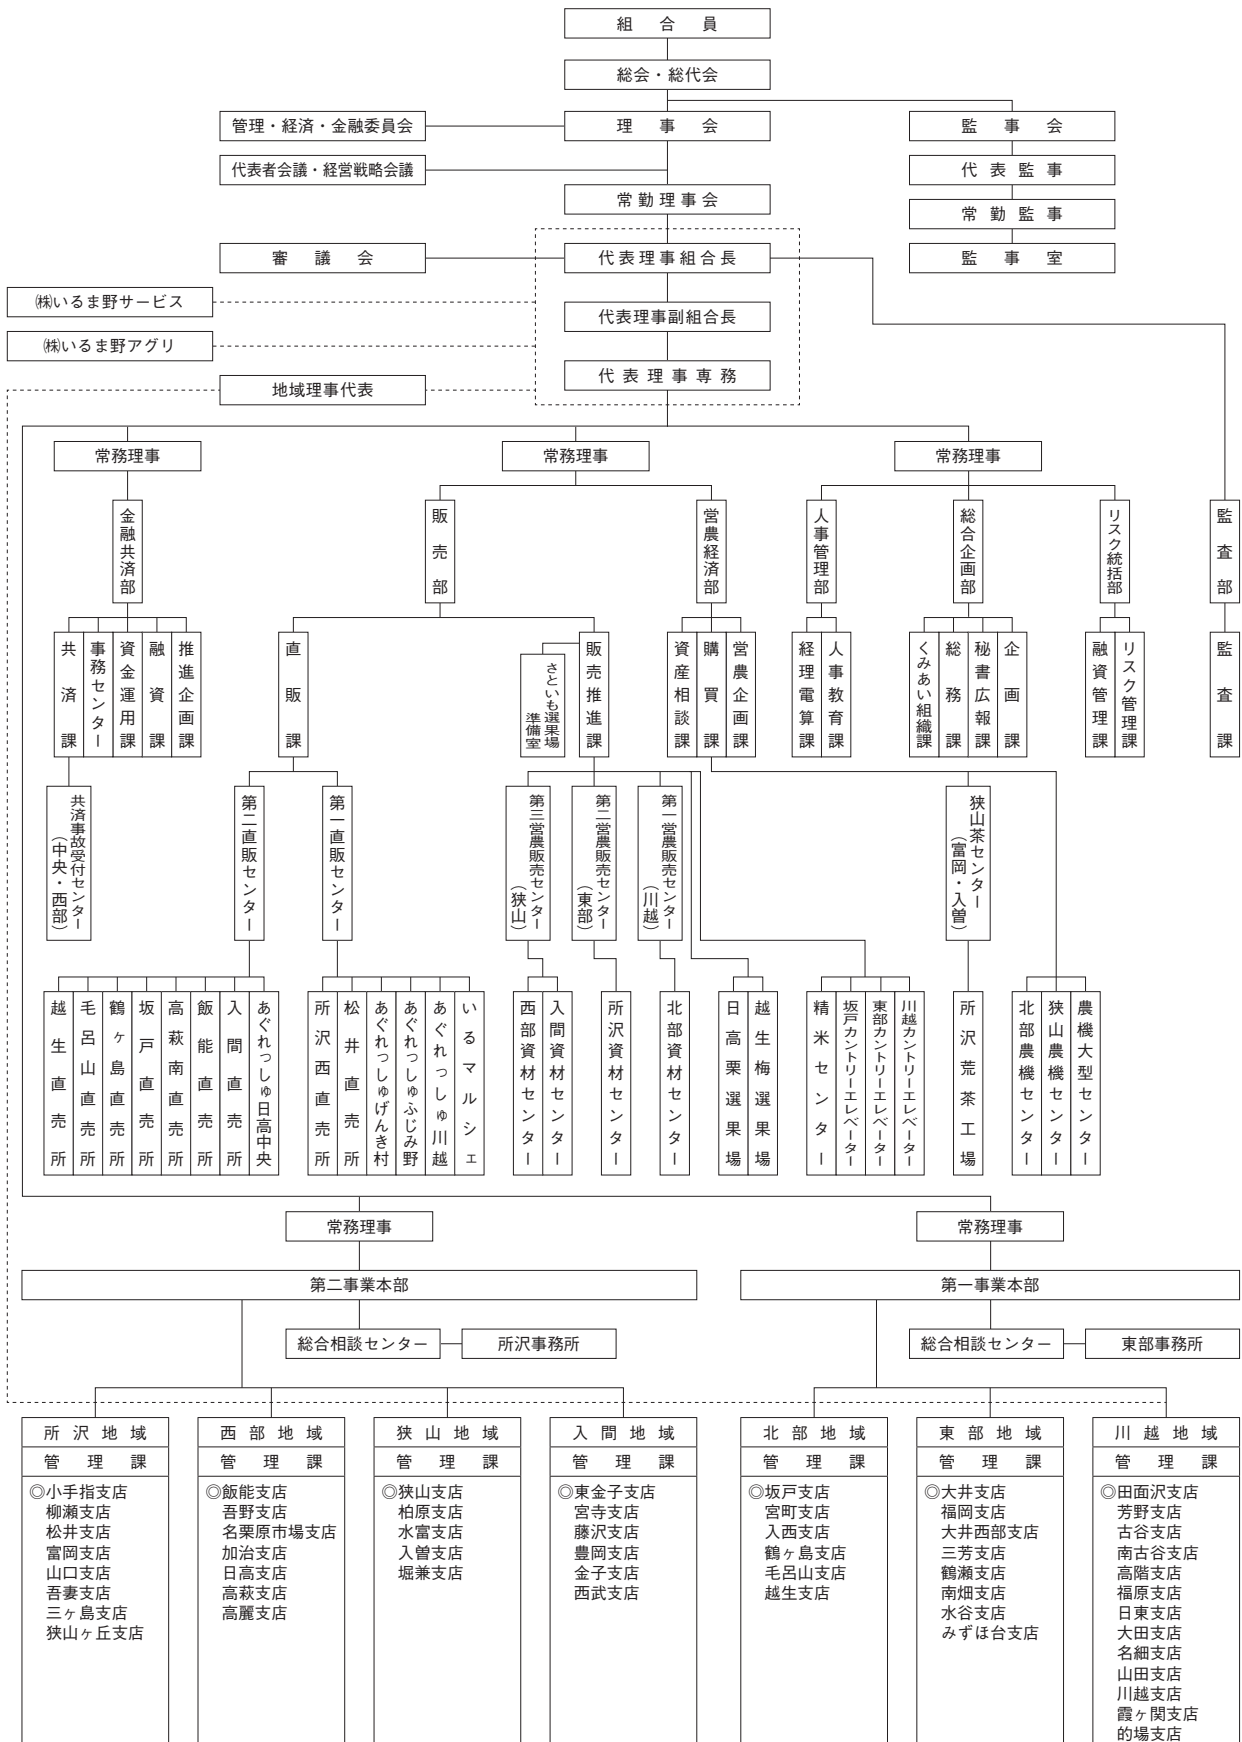 組合員
総会・総代会
管理・経済・金融委員会
理事会
監事会
代表者会議・経営戦略会議
代表監事
常勤理事会
常勤監事
審議会
代表理事組合長
監事室
㈱いるま野サービス
代表理事副組合長
㈱いるま野アグリ
代表理事専務
地域理事代表
常務理事
常務理事
常務理事
金融共済部
販売部
営農経済部
人事管理部
総合企画部
リスク統括部
監査部
共済課
事務センター
資金運用課
融資課
推進企画課
直販課
さといも選果場
準備室
販売推進課
資産相談課
購買課
営農企画課
経理電算課
人事教育課
くみあい組織課
総務課
秘書広報課
企画課
融資管理課
リスク管理課
監査課
共済事故受付センター
（中央・西部）
第二直販センター
第一直販センター
第三営農販売センター
（狭山）
第二営農販売センター
（東部）
第一営農販売センター
（川越）
狭山茶センター
（富岡・入曽）
越生直売所
毛呂山直売所
鶴ヶ島直売所
坂戸直売所
高萩南直売所
飯能直売所
入間直売所
あぐれっしゅ日高中央
所沢西直売所
松井直売所
あぐれっしゅげんき村
あぐれっしゅふじみ野
あぐれっしゅ川越
いるマルシェ
西部資材センター
入間資材センター
所沢資材センター
北部資材センター
日高栗選果場
越生梅選果場
精米センター
坂戸カントリーエレベーター
東部カントリーエレベーター
川越カントリーエレベーター
所沢荒茶工場
北部農機センター
狭山農機センター
農機大型センター
常務理事
常務理事
第二事業本部
第一事業本部
総合相談センター
所沢事務所
総合相談センター
東部事務所
所沢地域
管理課
◎小手指支店
柳瀬支店
松井支店
富岡支店
山口支店
吾妻支店
三ヶ島支店
狭山ヶ丘支店
西部地域
管理課
◎飯能支店
吾野支店
名栗原市場支店
加治支店
日高支店
高萩支店
高麗支店
狭山地域
管理課
◎狭山支店
柏原支店
水富支店
入曽支店
堀兼支店
入間地域
管理課
◎東金子支店
宮寺支店
藤沢支店
豊岡支店
金子支店
西武支店
北部地域
管理課
◎坂戸支店
宮町支店
入西支店
鶴ヶ島支店
毛呂山支店
越生支店
東部地域
管理課
◎大井支店
福岡支店
大井西部支店
三芳支店
鶴瀬支店
南畑支店
水谷支店
みずほ台支店
川越地域
管理課
◎田面沢支店
芳野支店
古谷支店
南古谷支店
高階支店
福原支店
日東支店
大田支店
名細支店
山田支店
川越支店
霞ヶ関支店
的場支店